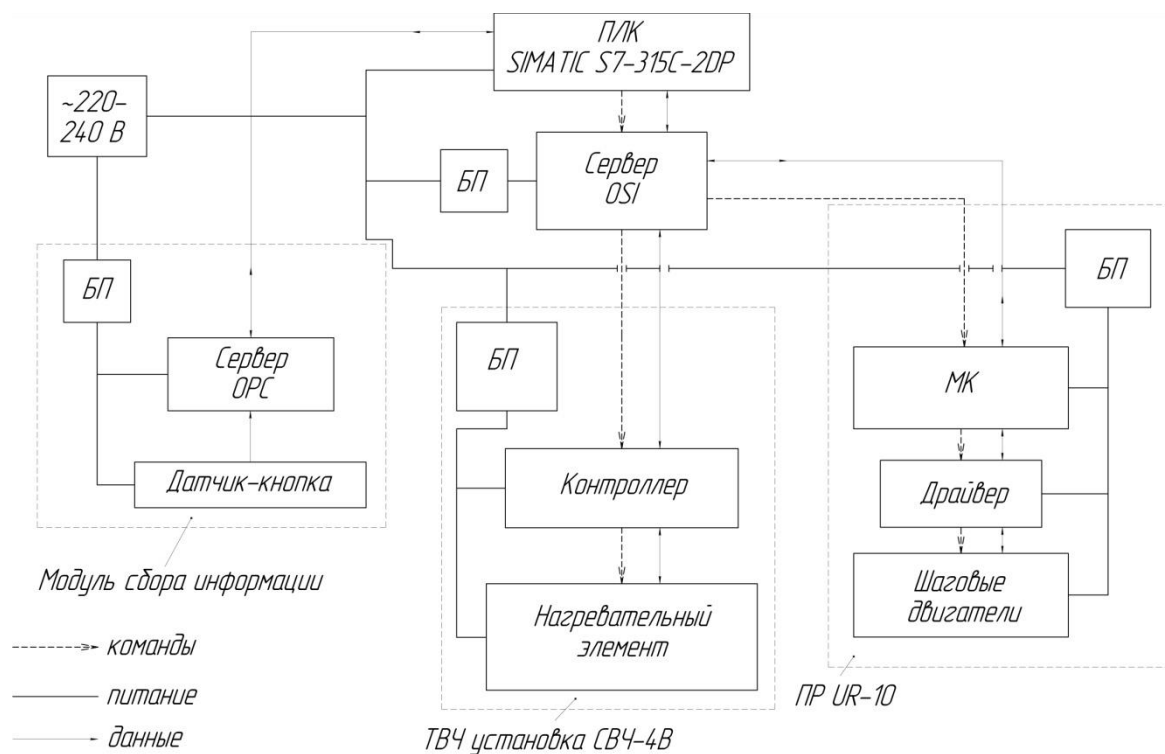 ПЛК
SIMATIC S7-315C-2DP
~220-
240 В
Сервер
OSI
БП
БП
БП
БП
Сервер
OPC
МК
Датчик-кнопка
Контроллер
Драйвер
Модуль сбора информации
Шаговые
двигатели
Нагревательный
элемент
команды
питание
ПР UR-10
данные
ТВЧ установка СВЧ-4В